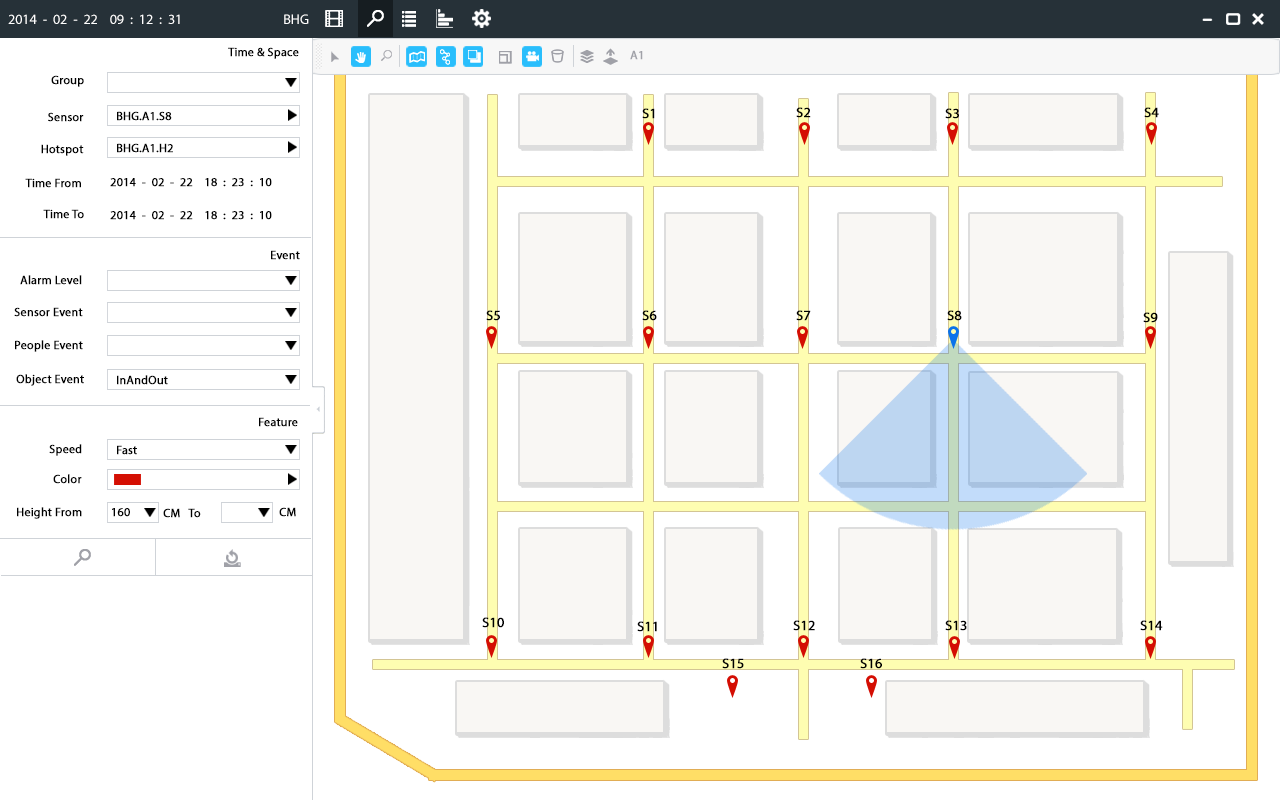 2014 - 02 - 22 09 : 12 : 31 BHG
A1
Time & Space
Group
Sensor BHG.A1.S8
Hotspot BHG.A1.H2
Time From 2014 - 02 - 22 18 : 23 : 10
Time To 2014 - 02 - 22 18 : 23 : 10
Event
Alarm Level
Sensor Event
People Event
Object Event InAndOut
Feature
Speed Fast
Color
Height From 160 CM To CM
S1 S2 S3 S4
S5 S6 S7 S8 S9
S10 S11 S12 S13 S14
S15 S16